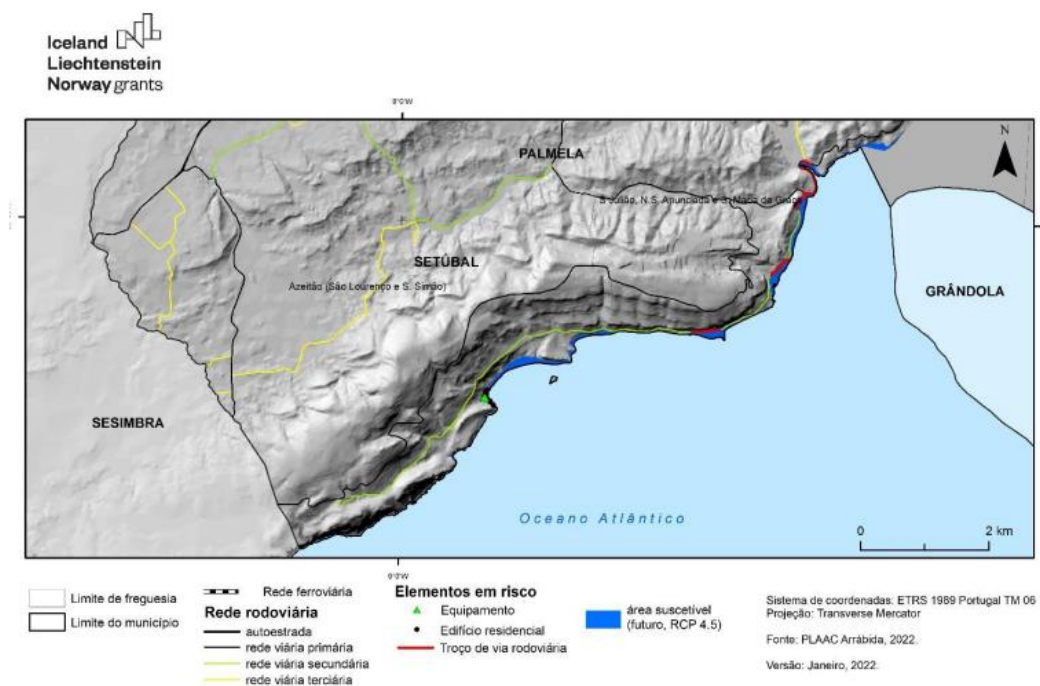 Iceland
Liechtenstein
Norway grants
9°0'W
N
PALMELA
S Julião, N.S. Anunciada e S. Maria da Graça
SETÚBAL
Azeitão (São Lourenço e S. Simão)
GRÂNDOLA
SESIMBRA
Oceano Atlântico
0 2 km
9°0'W
Limite de freguesia
Limite do município
Rede ferroviária
Rede rodoviária
autoestrada
rede viária primária
rede viária secundária
rede viária terciária
Elementos em risco
Equipamento
Edifício residencial
Troço de via rodoviária
área suscetível
(futuro, RCP 4.5)
Sistema de coordenadas: ETRS 1989 Portugal TM 06
Projeção: Transverse Mercator
Fonte: PLAAC Arrábida, 2022.
Versão: Janeiro, 2022.